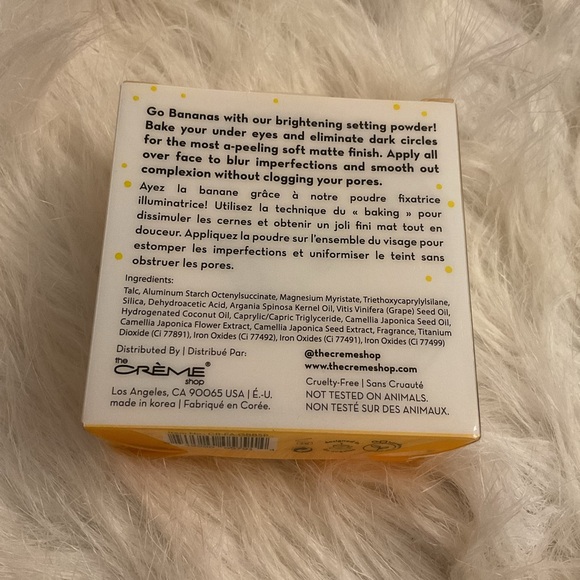 Go Bananas with our brightening setting powder!
Bake your under eyes and eliminate dark circles
for the most a-peeling soft matte finish. Apply all
over face to blur imperfections and smooth out
complexion without clogging your pores.
Ayez la banane grâce à notre poudre fixatrice
illuminatrice! Utilisez la technique du « baking » pour
dissimuler les cernes et obtenir un joli fini mat tout en
douceur. Appliquez la poudre sur l'ensemble du visage pour
estomper les imperfections et uniformiser le teint sans
obstruer les pores.
Ingredients:
Talc, Aluminum Starch Octenylsuccinate, Magnesium Myristate, Triethoxycaprylylsilane,
Silica, Dehydroacetic Acid, Argania Spinosa Kernel Oil, Vitis Vinifera (Grape) Seed Oil,
Hydrogenated Coconut Oil, Caprylic/Capric Triglyceride, Camellia Japonica Seed Oil,
Camellia Japonica Flower Extract, Camellia Japonica Seed Extract, Fragrance, Titanium
Dioxide (Ci 77891), Iron Oxides (Ci 77492), Iron Oxides (Ci 77491), Iron Oxides (Ci 77499)
Distributed By | Distribué Par:
the
CRÈME®
shop
Los Angeles, CA 90065 USA | É.-U.
made in korea | Fabriqué en Corée.
@thecremeshop
www.thecremeshop.com
Cruelty-Free | Sans Cruauté
NOT TESTED ON ANIMALS.
NON TESTÉ SUR DES ANIMAUX.